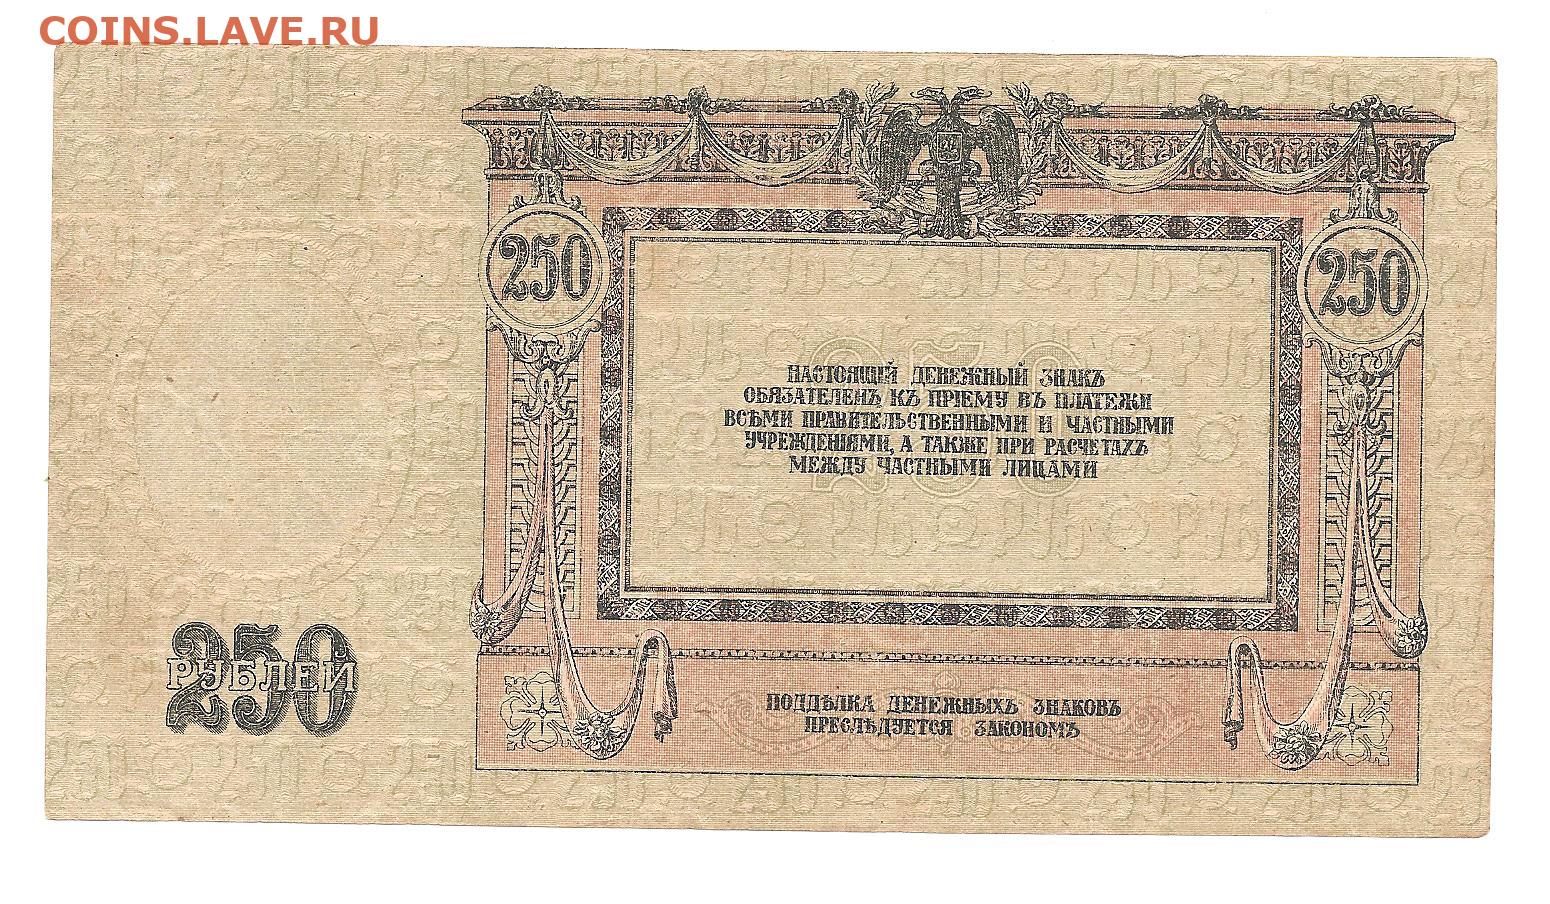 COINS.LAVE.RU
250
250
НАСТОЯЩІЙ ДЕНЕЖНЫЙ ЗНАКЪ
ОБЯЗАТЕЛЕНЪ КЪ ПРІЕМУ ВЪ ПЛАТЕЖИ
ВСѢМИ ПРАВИТЕЛЬСТВЕННЫМИ И ЧАСТНЫМИ
УЧРЕЖДЕНІЯМИ, А ТАКЖЕ ПРИ РАСЧЕТАХЪ
МЕЖДУ ЧАСТНЫМИ ЛИЦАМИ
250
250
РУБЛЕЙ
ПОДДѢЛКА ДЕНЕЖНЫХЪ ЗНАКОВЪ
ПРЕСЛѢДУЕТСЯ ЗАКОНОМЪ